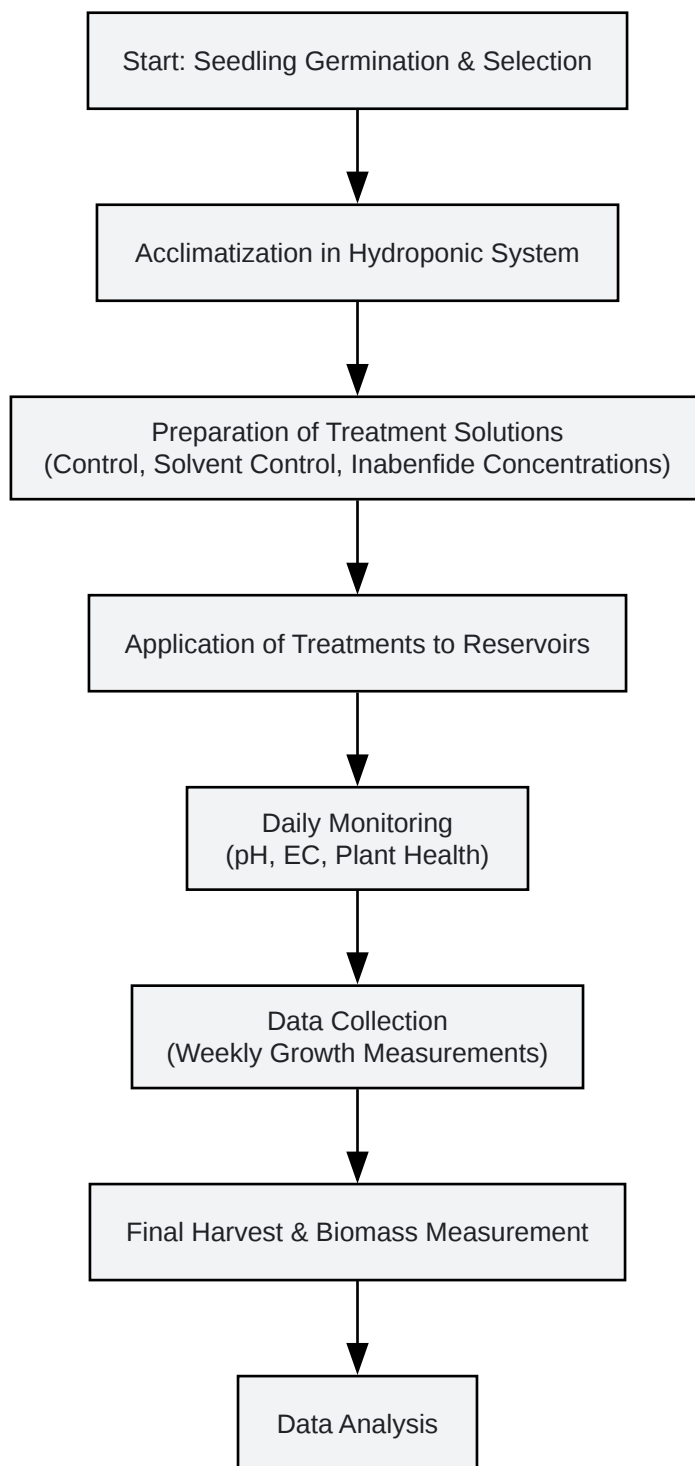 Start: Seedling Germination & Selection
Acclimatization in Hydroponic System
Preparation of Treatment Solutions
(Control, Solvent Control, Inabenfide Concentrations)
Application of Treatments to Reservoirs
Daily Monitoring
(pH, EC, Plant Health)
Data Collection
(Weekly Growth Measurements)
Final Harvest & Biomass Measurement
Data Analysis